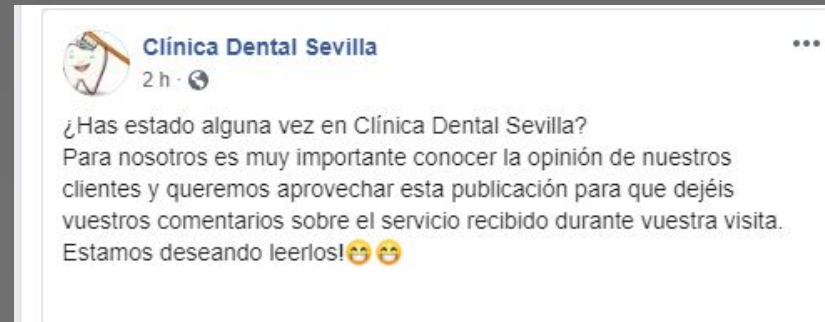 Clínica Dental Sevilla
2 h ·
¿Has estado alguna vez en Clínica Dental Sevilla?
Para nosotros es muy importante conocer la opinión de nuestros
clientes y queremos aprovechar esta publicación para que dejéis
vuestros comentarios sobre el servicio recibido durante vuestra visita.
Estamos deseando leerlos!😁😁